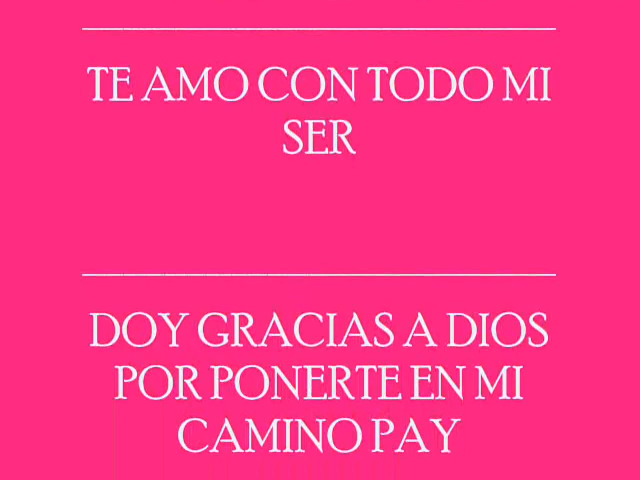 TE AMO CON TODO MI
SER
DOY GRACIAS A DIOS
POR PONERTE EN MI
CAMINO PAY